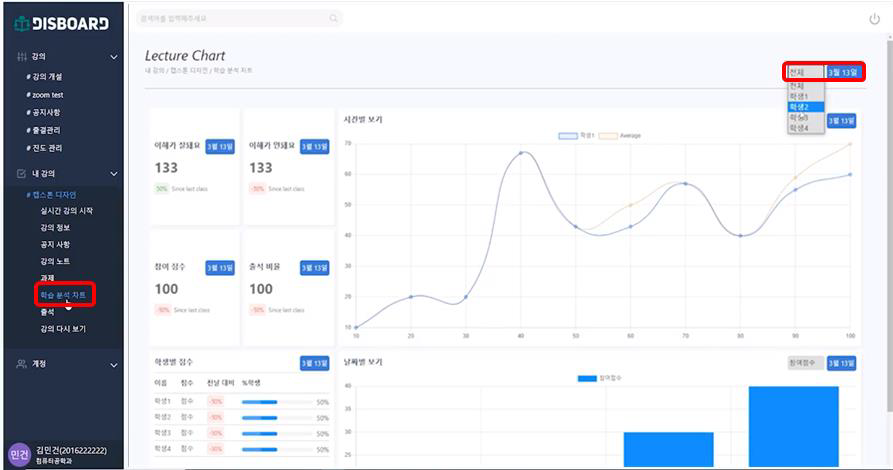 DISBOARD
검색어를 입력해주세요
강의
# 강의 개설
# zoom test
# 공지사항
# 출결관리
# 진도 관리
내 강의
# 캡스톤 디자인
실시간 강의 시작
강의 정보
공지 사항
강의 노트
과제
학습 분석 차트
출석
강의 다시 보기
계정
민건
김민건(2016222222)
컴퓨터공학과
Lecture Chart
내 강의 / 캡스톤 디자인 / 학습 분석 차트
전체 3월 13일
전체
학생1
학생2
학생3
학생4
이해가 잘돼요 3월 13일
133
50% Since last class
이해가 안돼요 3월 13일
133
-50% Since last class
참여 점수 3월 13일
100
-50% Since last class
출석 비율 3월 13일
100
-50% Since last class
시간별 보기 3월 13일
학생1 Average
70
60
50
40
30
20
10
10 20 30 40 50 60 70 80 90 100
학생별 점수 3월 13일
이름 점수 전날 대비 %학생
학생1 점수 -50% 50%
학생2 점수 -50% 50%
학생3 점수 -50% 50%
학생4 점수 -50% 50%
날짜별 보기 참여점수 3월 13일
참여점수
40
35
30
25